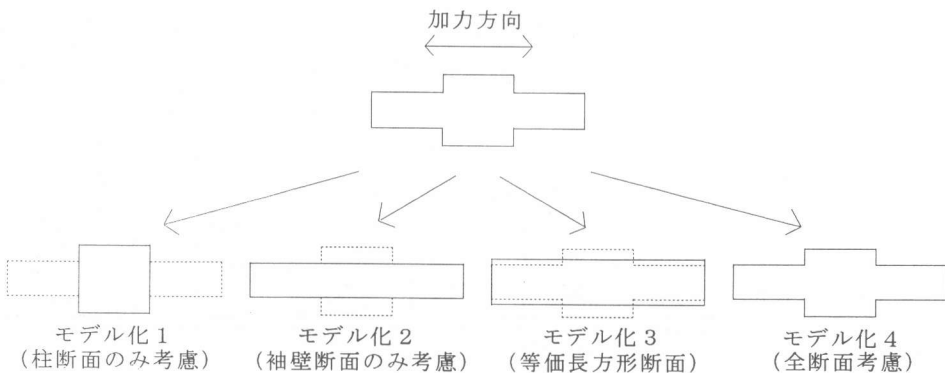 加力方向
モデル化1
(柱断面のみ考慮)
モデル化2
(袖壁断面のみ考慮)
モデル化3
(等価長方形断面)
モデル化4
(全断面考慮)